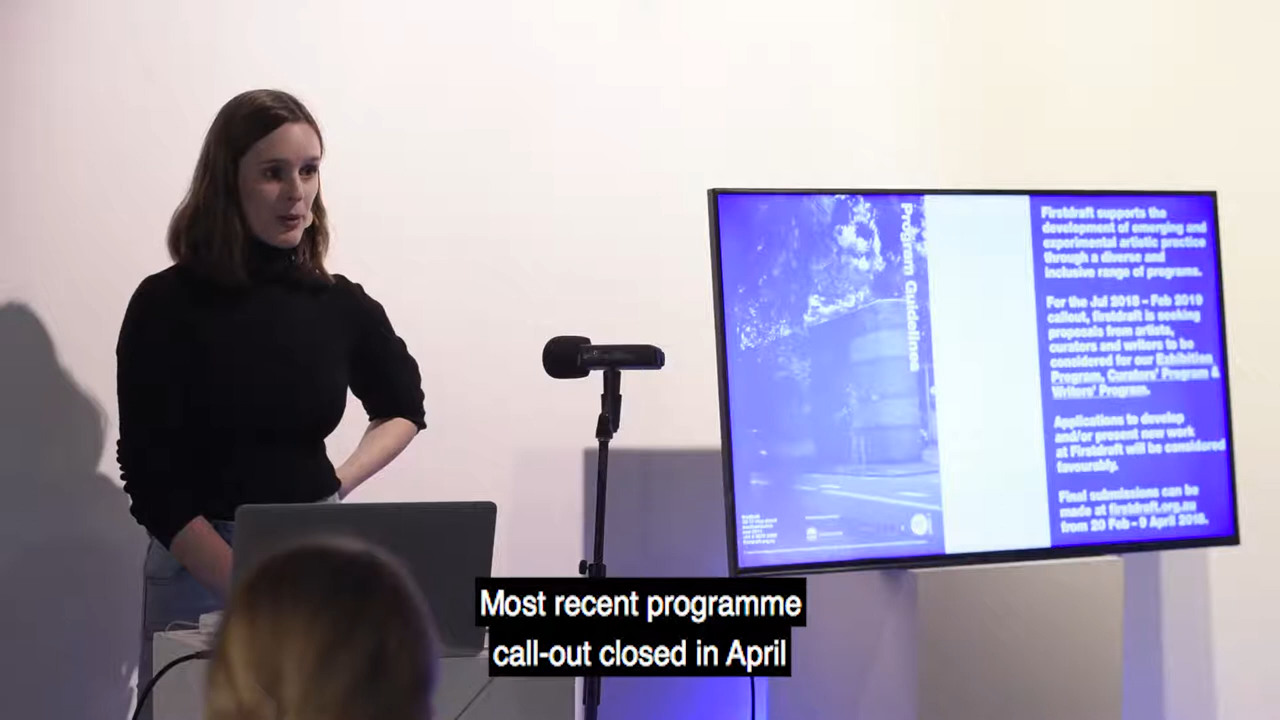 Program Guidelines
Firstdraft supports the
development of emerging and
experimental artistic practice
through a diverse and
inclusive range of programs.
For the Jul 2018 – Feb 2019
callout, firstdraft is seeking
proposals from artists,
curators and writers to be
considered for our Exhibition
Program, Curators' Program &
Writers' Program.
Applications to develop
and/or present new work
at Firstdraft will be considered
favourably.
Final submissions can be
made at firstdraft.org.au
from 20 Feb – 9 April 2018.
Most recent programme
call-out closed in April